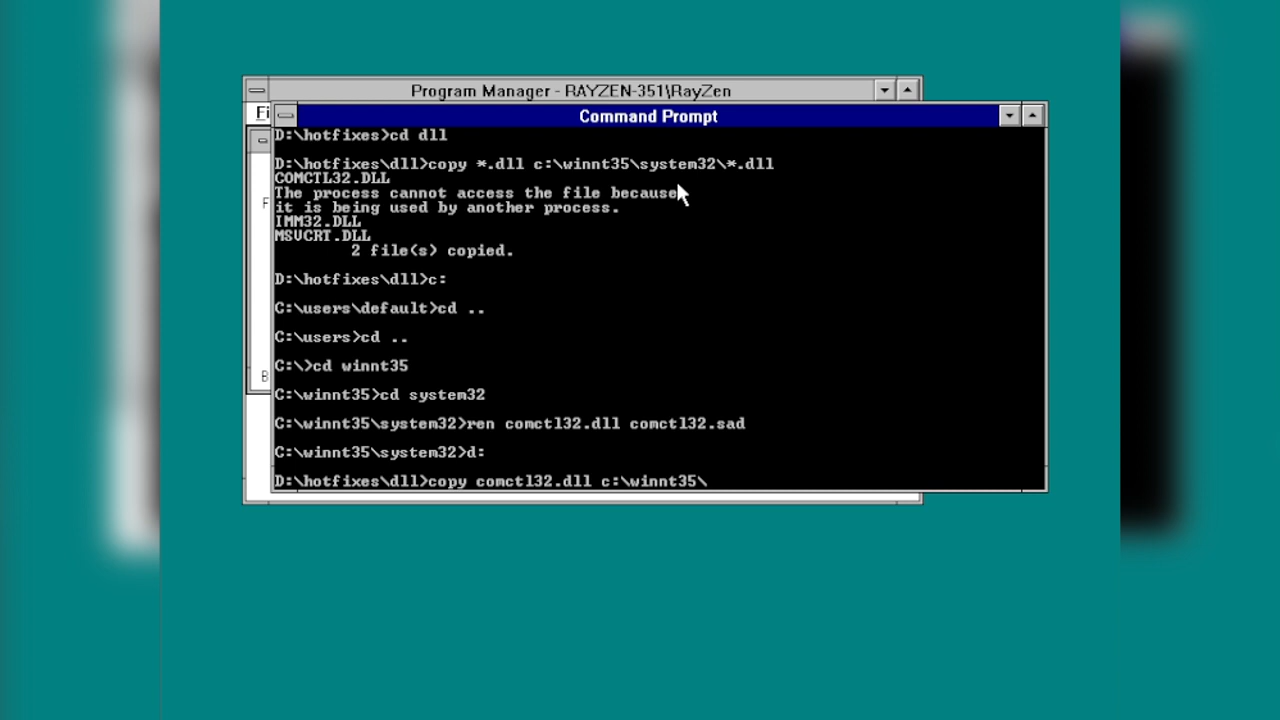 Program Manager - RAYZEN-351\RayZen
Fi
Command Prompt
D:\hotfixes>cd dll
D:\hotfixes\dll>copy *.dll c:\winnt35\system32\*.dll
COMCTL32.DLL
The process cannot access the file because
it is being used by another process.
IMM32.DLL
MSVCRT.DLL
2 file(s) copied.
D:\hotfixes\dll>c:
C:\users\default>cd ..
C:\users>cd ..
C:\>cd winnt35
C:\winnt35>cd system32
C:\winnt35\system32>ren comctl32.dll comctl32.sad
C:\winnt35\system32>d:
D:\hotfixes\dll>copy comctl32.dll c:\winnt35\
F
B